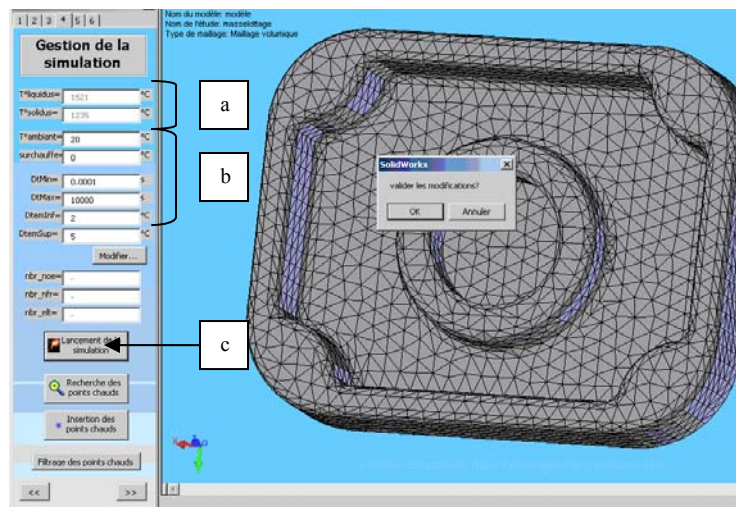 1 2 3 4 5 6
Gestion de la
simulation
T°liquidus= 1521 °C
T°solidus= 1235 °C
T°ambiant= 20 °C
surchauffe= 0 °C
DtMin= 0.0001 s
DtMax= 10000 s
DtemInf= 2 °C
DtemSup= 5 °C
Modifier...
nbr_noe= .
nbr_nfr= .
nbr_elt= .
Lancement de
simulation
Recherche des
points chauds
Insertion des
points chauds
Filtrage des points chauds
<< >>
a
b
c
Nom du modèle: modèle
Nom de l'étude: masselottage
Type de maillage: Maillage volumique
SolidWorks
valider les modifications?
OK Annuler